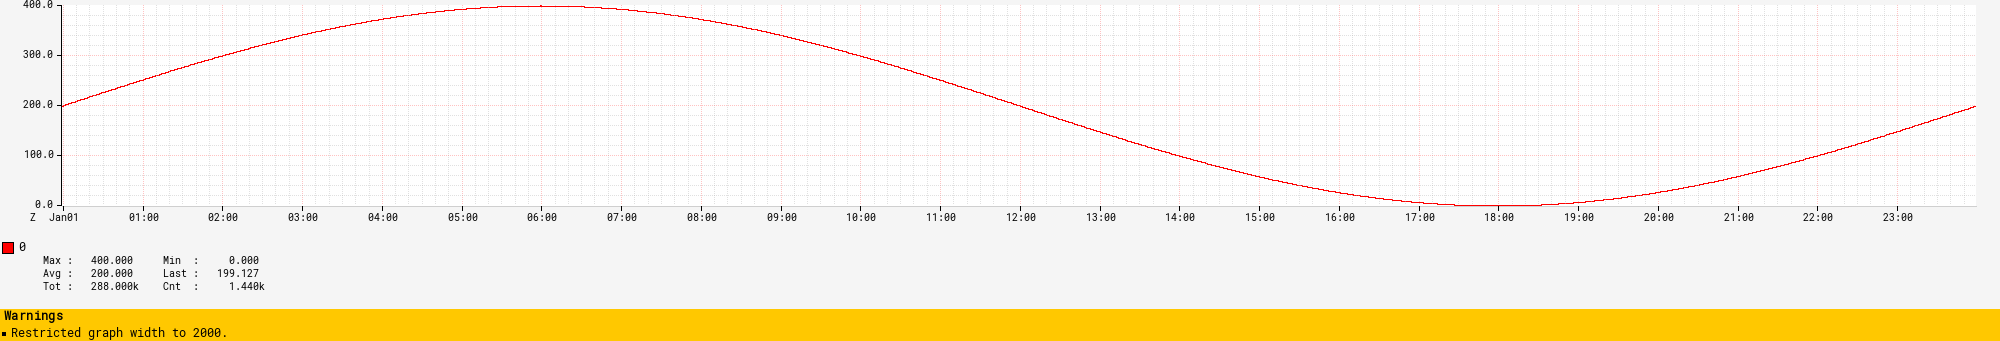 400.0
300.0
200.0
100.0
0.0
Z Jan01 01:00 02:00 03:00 04:00 05:00 06:00 07:00 08:00 09:00 10:00 11:00 12:00 13:00 14:00 15:00 16:00 17:00 18:00 19:00 20:00 21:00 22:00 23:00
0
Max : 400.000 Min : 0.000
Avg : 200.000 Last : 199.127
Tot : 288.000k Cnt : 1.440k
Warnings
▪ Restricted graph width to 2000.